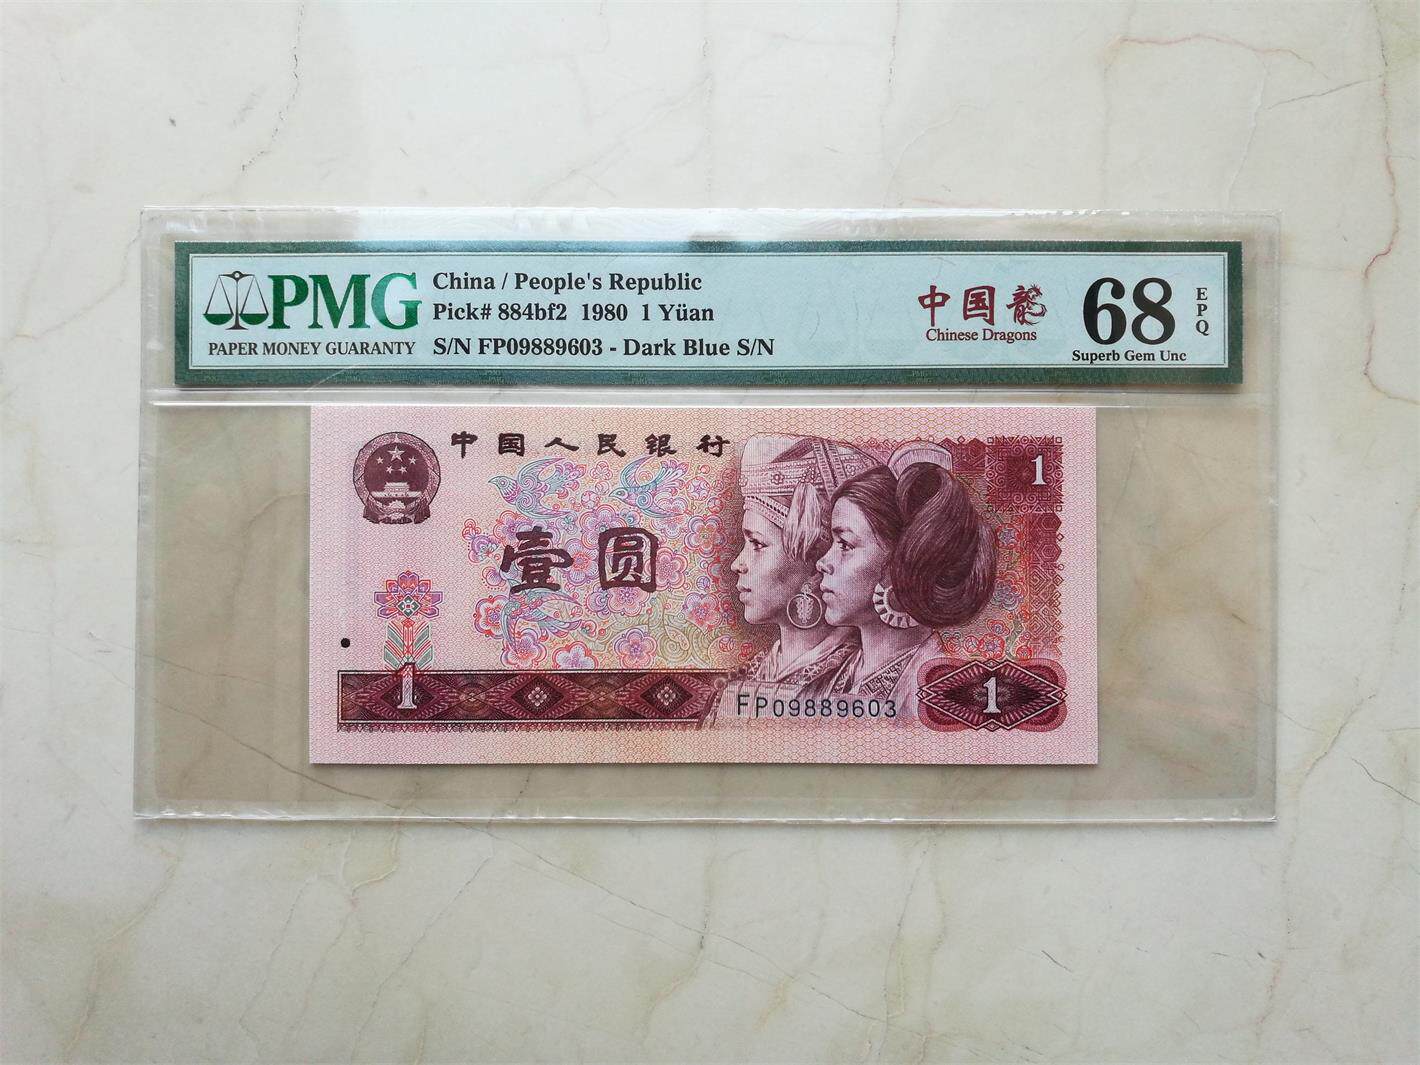 PMG
PAPER MONEY GUARANTY
China / People's Republic
Pick# 884bf2 1980 1 Yüan
S/N FP09889603 - Dark Blue S/N
中国龙
Chinese Dragons
68
EPQ
Superb Gem Unc
中国人民银行
1
壹圆
1
FP09889603
1